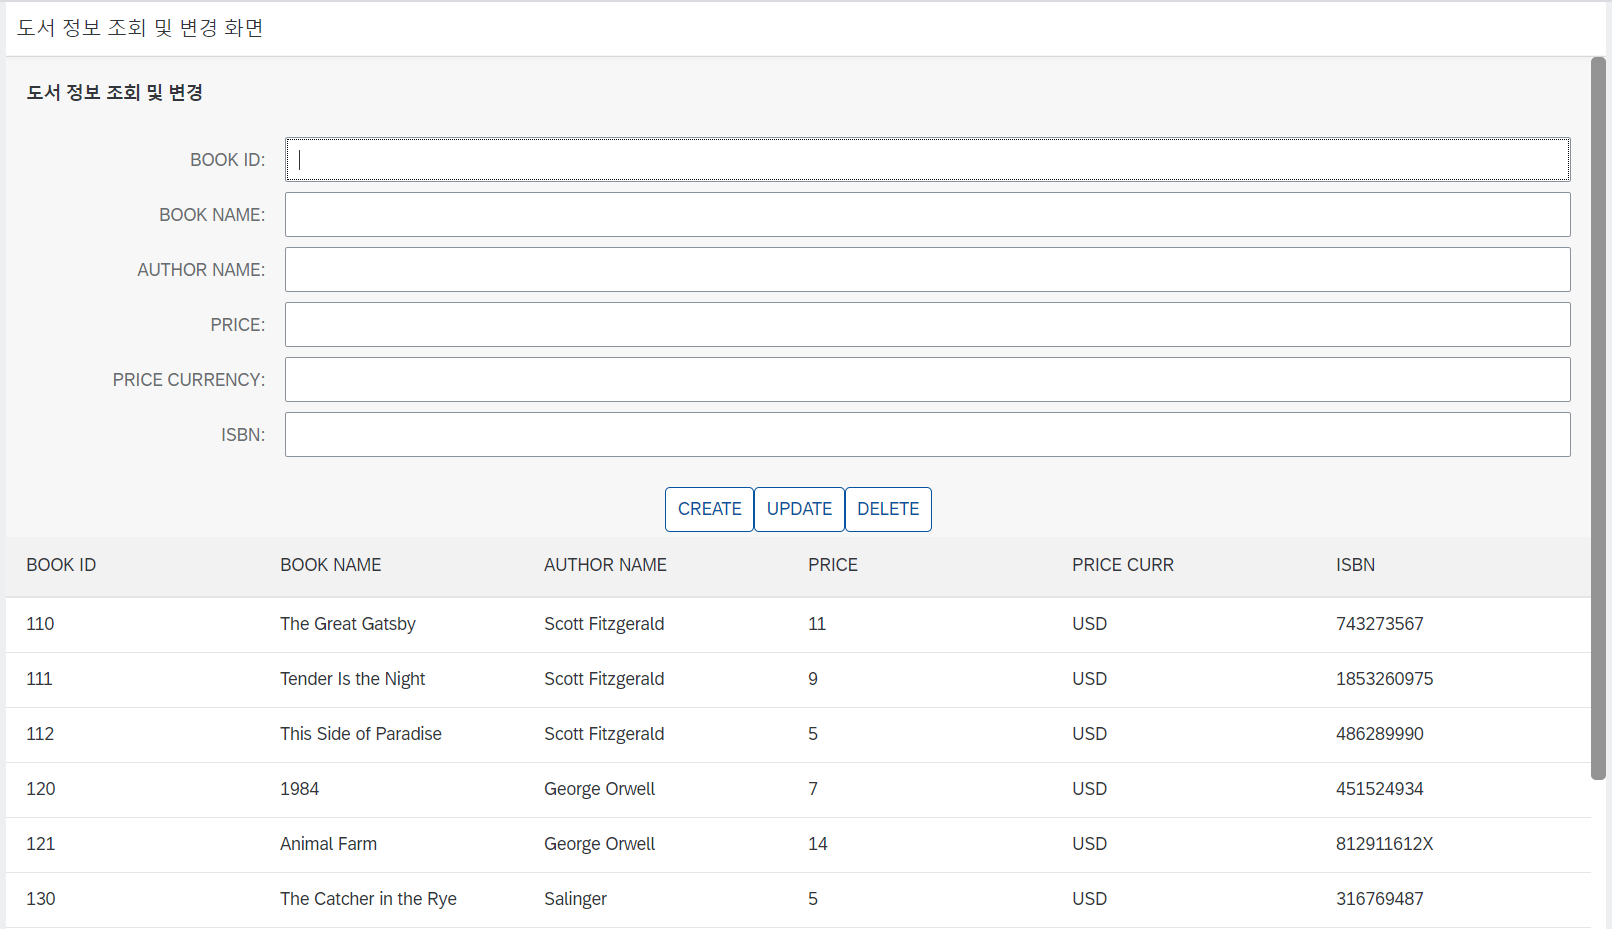 도서 정보 조회 및 변경 화면
도서 정보 조회 및 변경
BOOK ID:
BOOK NAME:
AUTHOR NAME:
PRICE:
PRICE CURRENCY:
ISBN:
CREATE UPDATE DELETE
BOOK ID BOOK NAME AUTHOR NAME PRICE PRICE CURR ISBN
110 The Great Gatsby Scott Fitzgerald 11 USD 743273567
111 Tender Is the Night Scott Fitzgerald 9 USD 1853260975
112 This Side of Paradise Scott Fitzgerald 5 USD 486289990
120 1984 George Orwell 7 USD 451524934
121 Animal Farm George Orwell 14 USD 812911612X
130 The Catcher in the Rye Salinger 5 USD 316769487